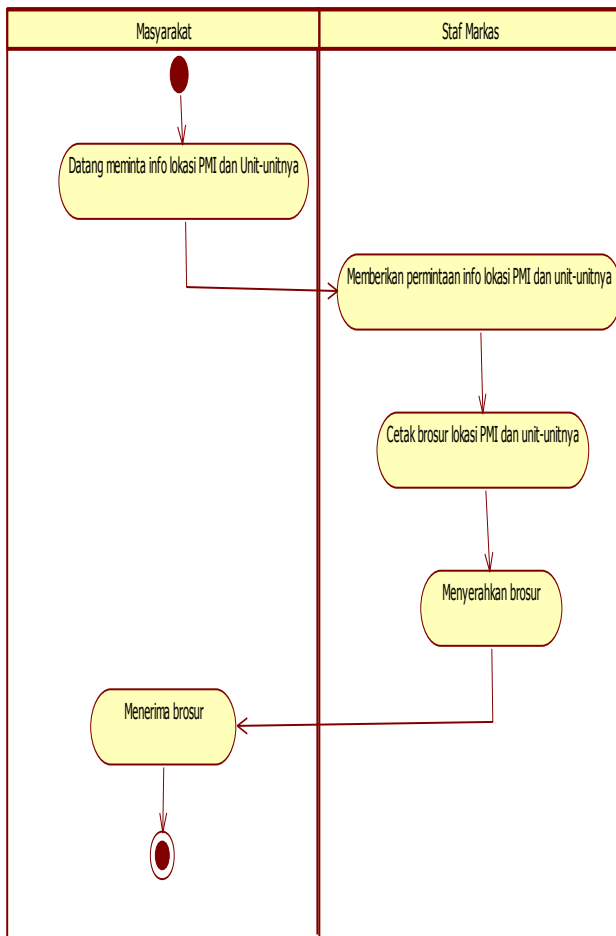 Masyarakat
Staf Markas
Datang meminta info lokasi PMI dan Unit-unitnya
Memberikan permintaan info lokasi PMI dan unit-unitnya
Cetak brosur lokasi PMI dan unit-unitnya
Menyerahkan brosur
Menerima brosur